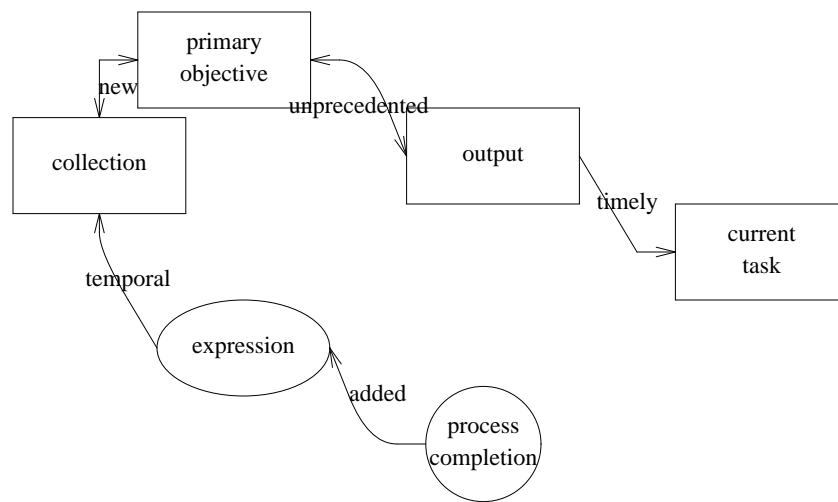 primary
objective
new
unprecedented
collection
output
timely
current
task
temporal
expression
added
process
completion